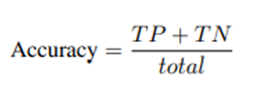 Accuracy = TP + TN / total